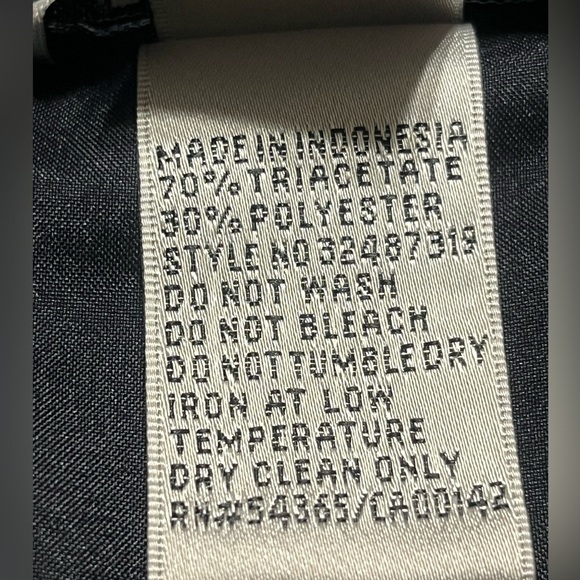 MADE IN INDONESIA
70% TRIACETATE
30% POLYESTER
STYLE NO 32487319
DO NOT WASH
DO NOT BLEACH
DO NOT TUMBLE DRY
IRON AT LOW
TEMPERATURE
DRY CLEAN ONLY
RN#54365/CA00142